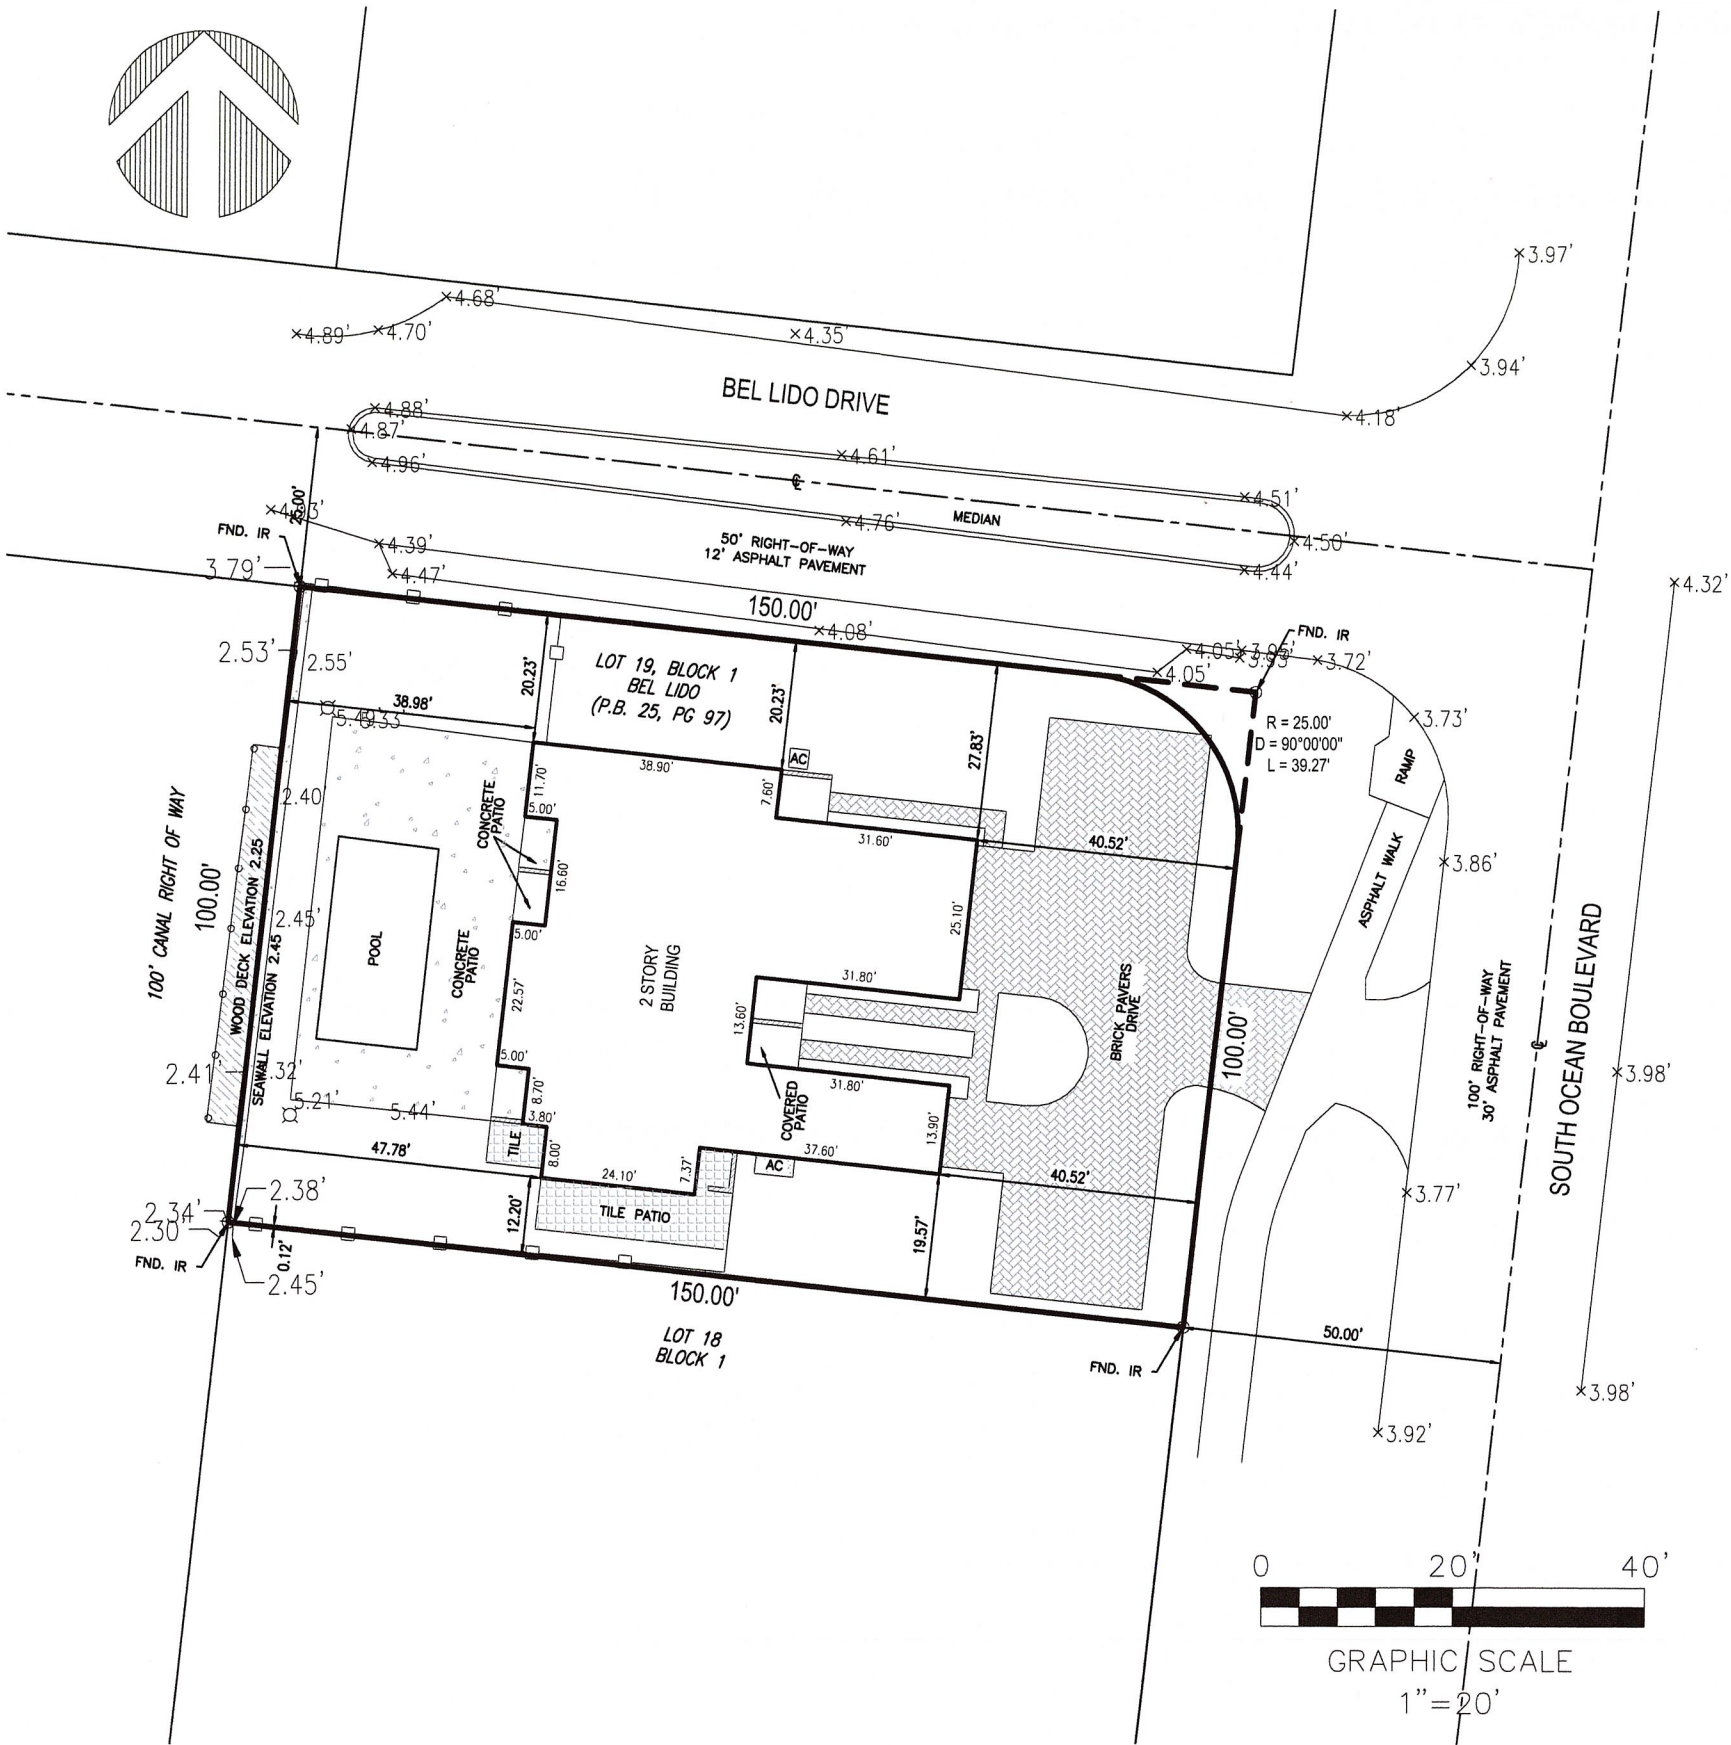 3.97'
4.68'
4.89'
4.70'
4.35'
3.94'
BEL LIDO DRIVE
4.18'
4.88'
4.87'
4.96'
4.61'
4.51'
℄
MEDIAN
4.76'
4.50'
4.44'
25.00'
FND. IR
4.39'
50' RIGHT-OF-WAY
12' ASPHALT PAVEMENT
3.79'
4.47'
4.32'
150.00'
4.08'
FND. IR
4.05'
3.93'
3.72'
4.05'
2.53'
2.55'
20.23'
LOT 19, BLOCK 1
BEL LIDO
(P.B. 25, PG 97)
20.23'
27.83'
38.98'
R = 25.00'
D = 90°00'00"
L = 39.27'
3.73'
RAMP
AC
38.90'
11.70'
7.60'
CONCRETE
PATIO
5.00'
2.40'
31.60'
40.52'
100' CANAL RIGHT OF WAY
100.00'
WOOD DECK ELEVATION 2.25
SEAWALL ELEVATION 2.45
16.60'
ASPHALT WALK
3.86'
2.45'
POOL
CONCRETE
PATIO
5.00'
25.10'
2 STORY
BUILDING
31.80'
22.57'
13.60'
BRICK PAVERS
DRIVE
100.00'
100' RIGHT-OF-WAY
30' ASPHALT PAVEMENT
℄
SOUTH OCEAN BOULEVARD
5.00'
2.41'
3.98'
8.70'
31.80'
COVERED
PATIO
5.21'
5.44'
3.80'
TILE
8.00'
13.90'
37.60'
AC
47.78'
24.10'
7.37'
40.52'
3.77'
2.38'
2.34'
2.30'
12.20'
TILE PATIO
19.57'
0.12'
FND. IR
2.45'
150.00'
LOT 18
BLOCK 1
50.00'
FND. IR
3.98'
3.92'
0 20' 40'
GRAPHIC SCALE
1"=20'